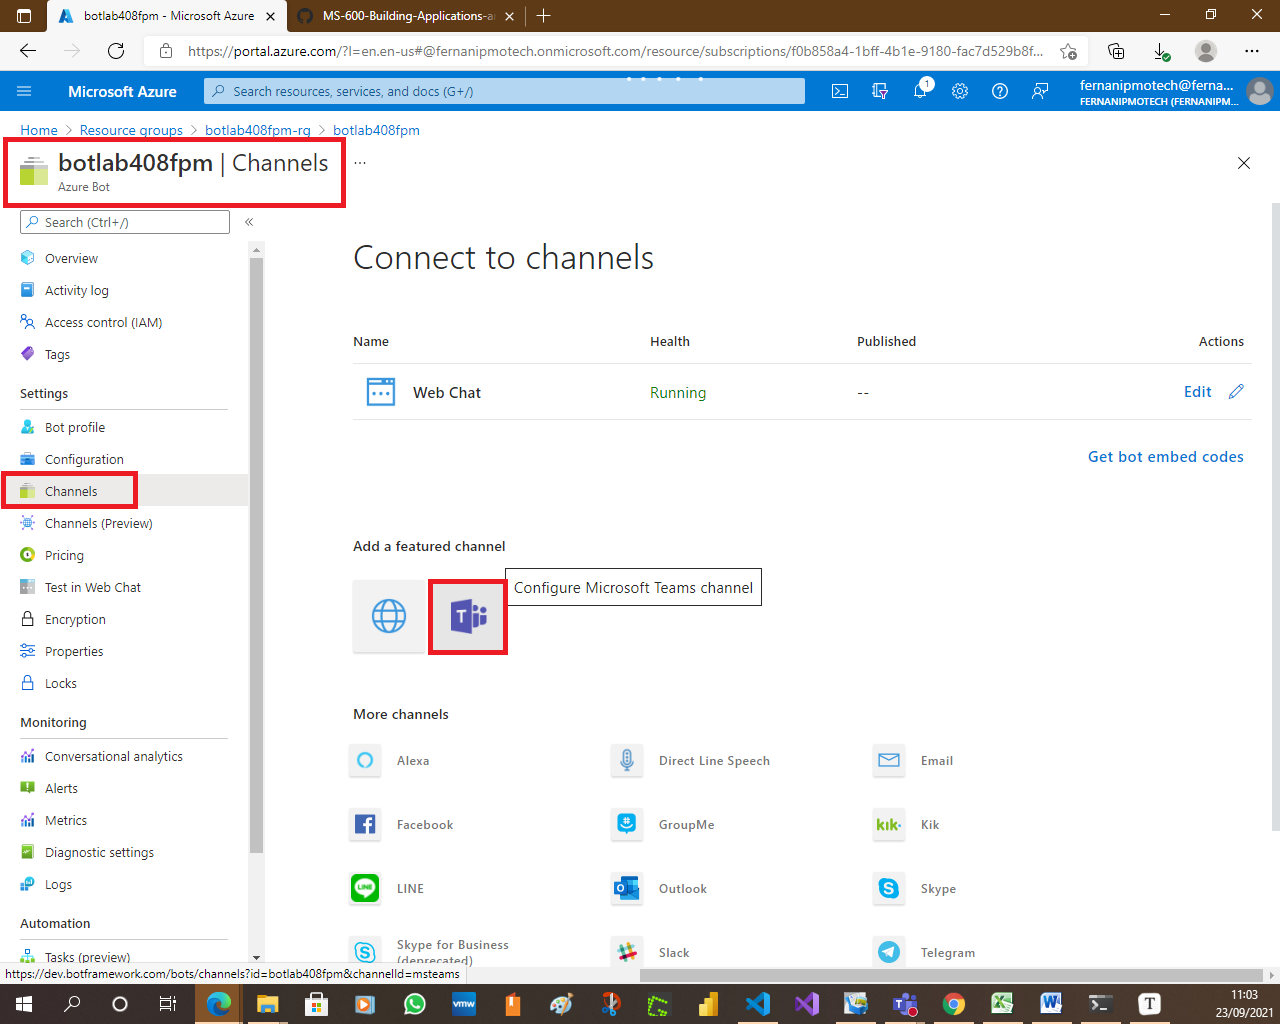 botlab408fpm - Microsoft Azure
MS-600-Building-Applications-a
https://portal.azure.com/?l=en.en-us#@fernanipmotech.onmicrosoft.com/resource/subscriptions/f0b858a4-1bff-4b1e-9180-fac7d529b8f...
Microsoft Azure
Search resources, services, and docs (G+/)
1
fernanipmotech@ferna...
FERNANIPMOTECH (FERNANIPM...
Home > Resource groups > botlab408fpm-rg > botlab408fpm
botlab408fpm | Channels ...
Azure Bot
Search (Ctrl+/)
Overview
Activity log
Access control (IAM)
Tags
Settings
Bot profile
Configuration
Channels
Channels (Preview)
Pricing
Test in Web Chat
Encryption
Properties
Locks
Monitoring
Conversational analytics
Alerts
Metrics
Diagnostic settings
Logs
Automation
Tasks (preview)
Connect to channels
Name Health Published Actions
Web Chat Running -- Edit
Get bot embed codes
Add a featured channel
Configure Microsoft Teams channel
More channels
Alexa Direct Line Speech Email
Facebook GroupMe kik. Kik
LINE LINE Outlook Skype
Skype for Business (deprecated) Slack Telegram
https://dev.botframework.com/bots/channels?id=botlab408fpm&channelId=msteams
vmw
11:03
23/09/2021